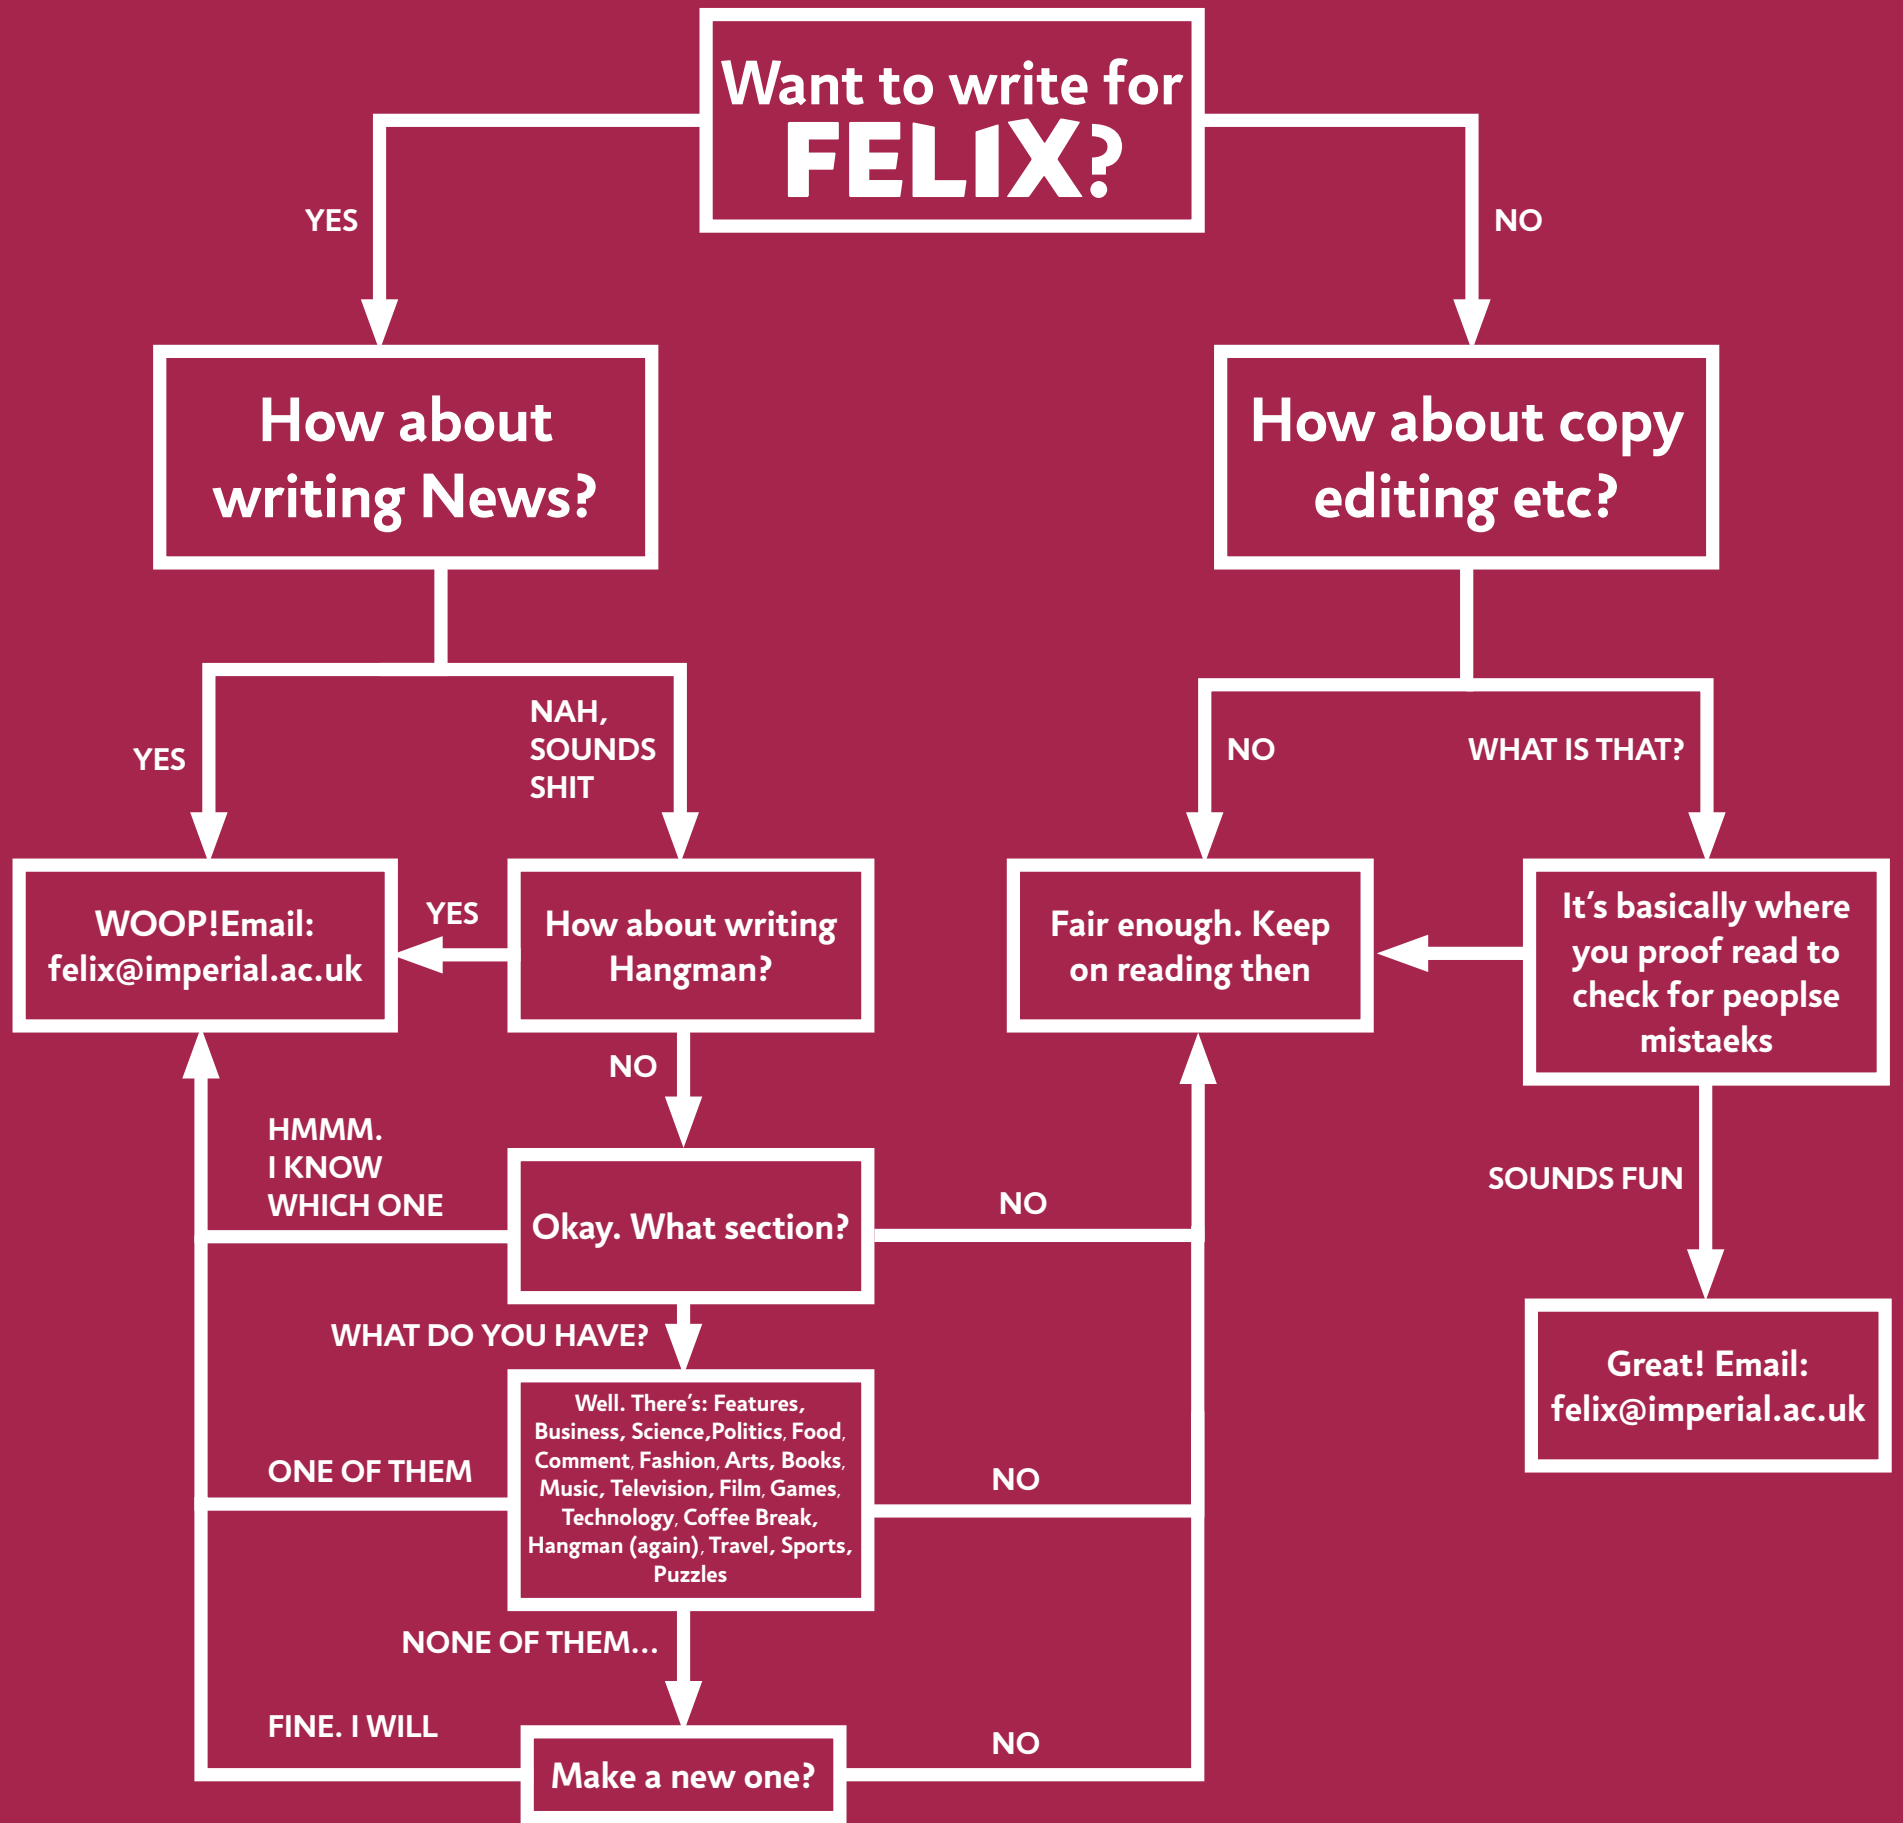 Want to write for
FELIX?
YES
NO
How about
writing News?
How about copy
editing etc?
YES
NAH,
SOUNDS
SHIT
NO
WHAT IS THAT?
WOOP!Email:
felix@imperial.ac.uk
YES
How about writing
Hangman?
Fair enough. Keep
on reading then
It's basically where
you proof read to
check for peoplse
mistaeks
NO
HMMM.
I KNOW
WHICH ONE
Okay. What section?
NO
SOUNDS FUN
WHAT DO YOU HAVE?
Great! Email:
felix@imperial.ac.uk
Well. There's: Features,
Business, Science,Politics, Food,
Comment, Fashion, Arts, Books,
Music, Television, Film, Games,
Technology, Coffee Break,
Hangman (again), Travel, Sports,
Puzzles
ONE OF THEM
NO
NONE OF THEM...
FINE. I WILL
NO
Make a new one?